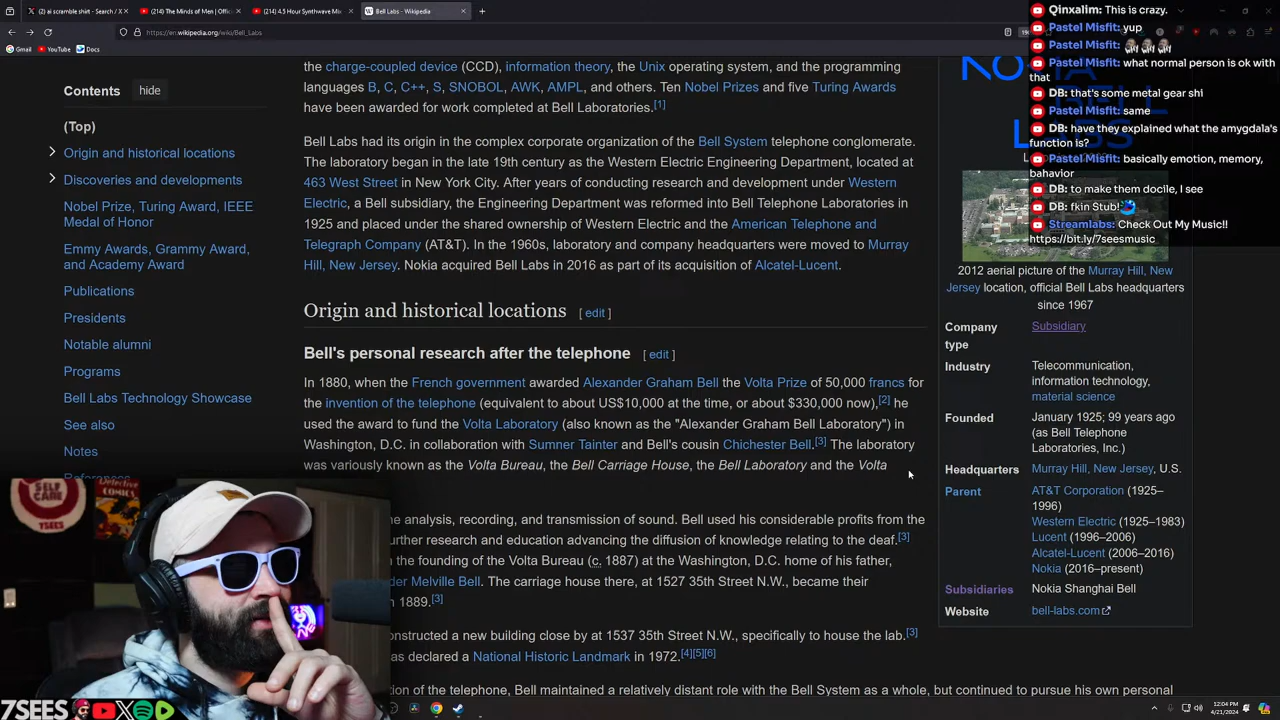 (2) ai scramble shirt - Search / X
(214) The Minds of Men | Offici
(214) 4.5 Hour Synthwave Mi
Bell Labs - Wikipedia
https://en.wikipedia.org/wiki/Bell_Labs
Gmail
YouTube
Docs
Contents
hide
(Top)
Origin and historical locations
Discoveries and developments
Nobel Prize, Turing Award, IEEE
Medal of Honor
Emmy Awards, Grammy Award,
and Academy Award
Publications
Presidents
Notable alumni
Programs
Bell Labs Technology Showcase
See also
Notes
References
the charge-coupled device (CCD), information theory, the Unix operating system and the programming
languages B, C, C++, S, SNOBOL, AWK, AMPL, and others. Ten Nobel Prizes and five Turing Awards
have been awarded for work completed at Bell Laboratories.[1]
Bell Labs had its origin in the complex corporate organization of the Bell System telephone conglomerate.
The laboratory began in the late 19th century as the Western Electric Engineering Department, located at
463 West Street in New York City. After years of conducting research and development under Western
Electric, a Bell subsidiary, the Engineering Department was reformed into Bell Telephone Laboratories in
1925 and placed under the shared ownership of Western Electric and the American Telephone and
Telegraph Company (AT&T). In the 1960s, laboratory and company headquarters were moved to Murray
Hill, New Jersey. Nokia acquired Bell Labs in 2016 as part of its acquisition of Alcatel-Lucent.
Origin and historical locations [ edit ]
Bell's personal research after the telephone [ edit ]
In 1880, when the French government awarded Alexander Graham Bell the Volta Prize of 50,000 francs for
the invention of the telephone (equivalent to about US$10,000 at the time, or about $330,000 now),[2] he
used the award to fund the Volta Laboratory (also known as the "Alexander Graham Bell Laboratory") in
Washington, D.C. in collaboration with Sumner Tainter and Bell's cousin Chichester Bell.[3] The laboratory
was variously known as the Volta Bureau, the Bell Carriage House, the Bell Laboratory and the Volta
e analysis, recording, and transmission of sound. Bell used his considerable profits from the
urther research and education advancing the diffusion of knowledge relating to the deaf.[3]
the founding of the Volta Bureau (c. 1887) at the Washington, D.C. home of his father,
der Melville Bell. The carriage house there, at 1527 35th Street N.W., became their
1889.[3]
nstructed a new building close by at 1537 35th Street N.W., specifically to house the lab.[3]
as declared a National Historic Landmark in 1972.[4][5][6]
tion of the telephone, Bell maintained a relatively distant role with the Bell System as a whole, but continued to pursue his own personal
NOKIA
BELL
LABS
2012 aerial picture of the Murray Hill, New
Jersey location, official Bell Labs headquarters
since 1967
Company type Subsidiary
Industry Telecommunication,
information technology,
material science
Founded January 1925; 99 years ago
(as Bell Telephone
Laboratories, Inc.)
Headquarters Murray Hill, New Jersey, U.S.
Parent AT&T Corporation (1925–
1996)
Western Electric (1925–1983)
Lucent (1996–2006)
Alcatel-Lucent (2006–2016)
Nokia (2016–present)
Subsidiaries Nokia Shanghai Bell
Website bell-labs.com
Qinxalim: This is crazy.
Pastel Misfit: yup
Pastel Misfit:
Pastel Misfit: what normal person is ok with
that
DB: that's some metal gear shi
Pastel Misfit: same
DB: have they explained what the amygdala's
function is?
Pastel Misfit: basically emotion, memory,
bahavior
DB: to make them docile, I see
DB: fkin Stub!
Streamlabs: Check Out My Music!!
https://bit.ly/7seesmusic
SELF
CARE
7SEES
DETECTIVE
COMICS
7SEES
12:04 PM
4/21/2024